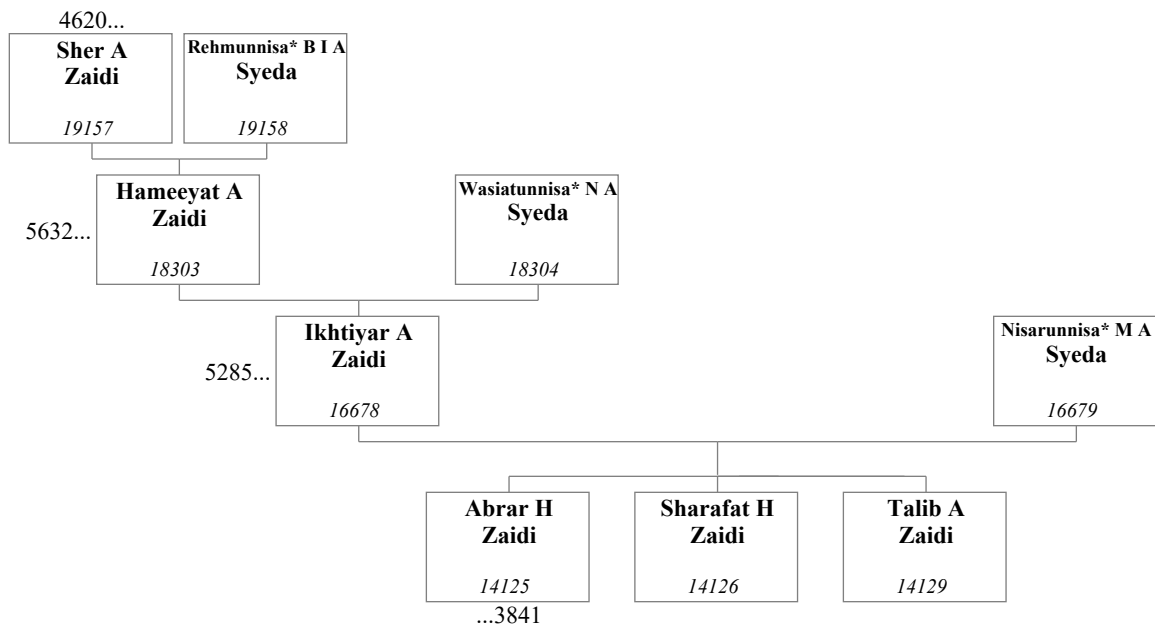 4620...
Sher A
Zaidi
19157
Rehmunnisa* B I A
Syeda
19158
5632...
Hameeyat A
Zaidi
18303
Wasiatunnisa* N A
Syeda
18304
5285...
Ikhtiyar A
Zaidi
16678
Nisarunnisa* M A
Syeda
16679
Abrar H
Zaidi
14125
...3841
Sharafat H
Zaidi
14126
Talib A
Zaidi
14129